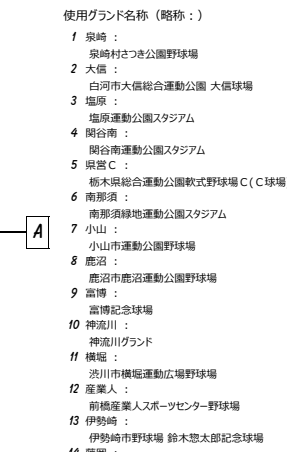 使用グランド名称（略称：）
1 泉崎 ：
泉崎村さつき公園野球場
2 大信 ：
白河市大信総合運動公園 大信球場
3 塩原 ：
塩原運動公園スタジアム
4 関谷南 ：
関谷南運動公園スタジアム
5 県営C ：
栃木県総合運動公園軟式野球場C(C球場
6 南那須 ：
南那須緑地運動公園スタジアム
A
7 小山 ：
小山市運動公園野球場
8 鹿沼 ：
鹿沼市鹿沼運動公園野球場
9 富博 ：
富博記念球場
10 神流川 ：
神流川グランド
11 横堀 ：
渋川市横堀運動広場野球場
12 産業人 ：
前橋産業人スポーツセンター野球場
13 伊勢崎 ：
伊勢崎市野球場 鈴木惣太郎記念球場